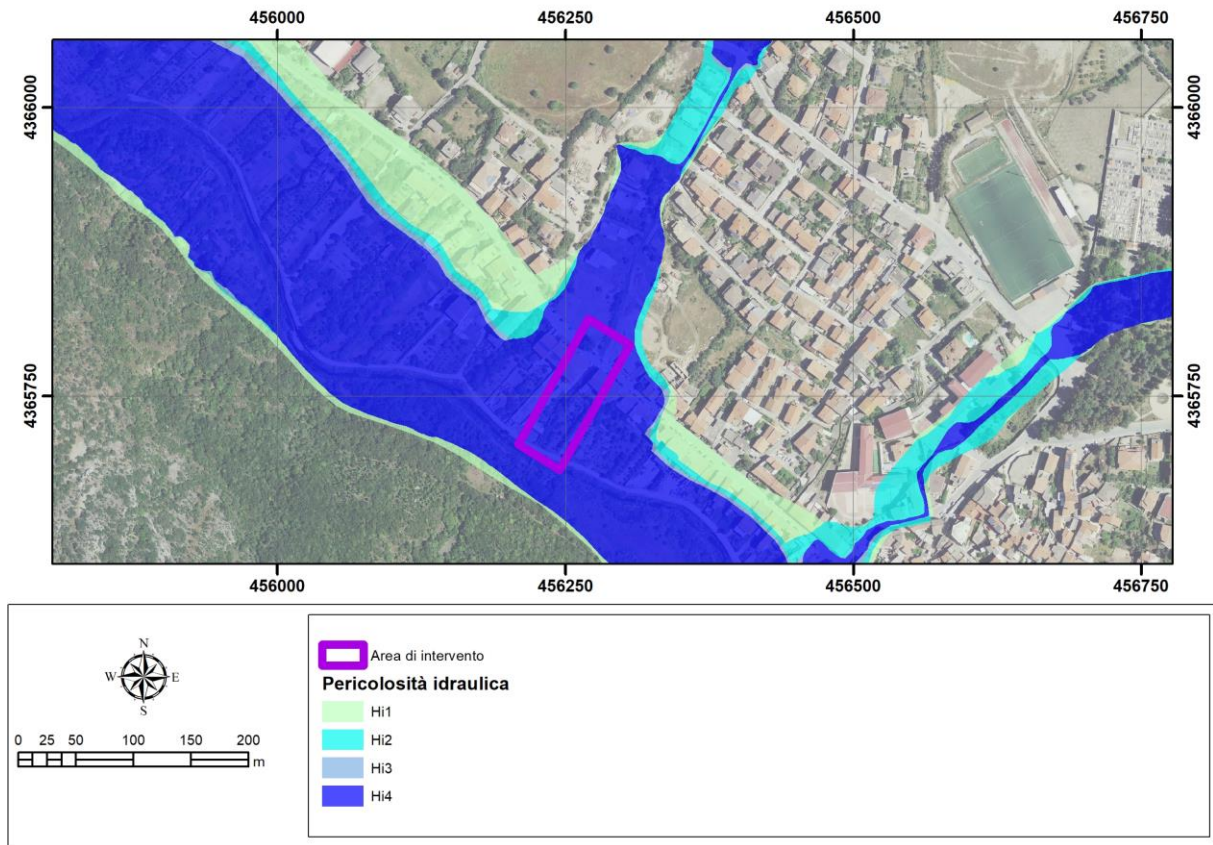 456000 456250 456500 456750
4366000 4366000
4365750 4365750
456000 456250 456500 456750
N
W E
S
0 25 50 100 150 200
m
Area di intervento
Pericolosità idraulica
Hi1
Hi2
Hi3
Hi4